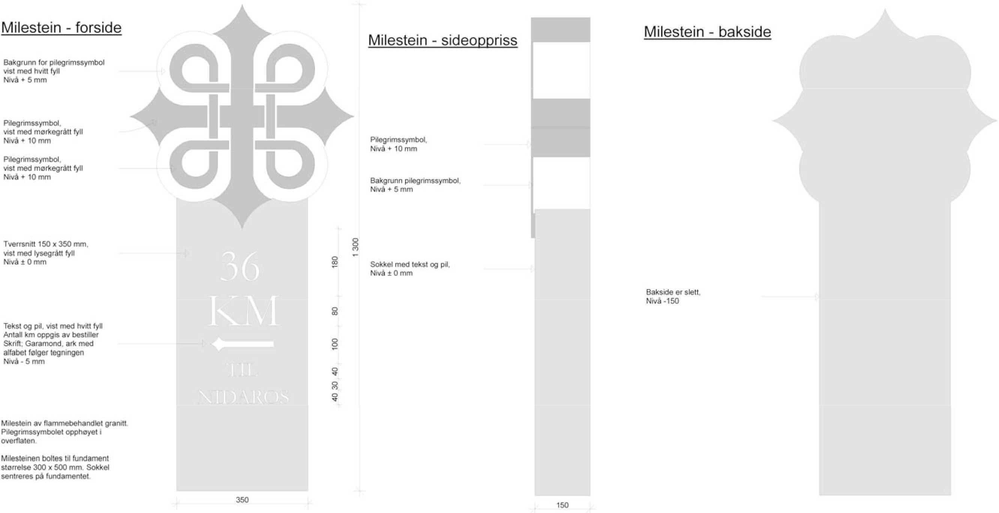 Milestein - forside
Bakgrunn for pilegrimssymbol
vist med hvitt fyll
Nivå + 5 mm
Pilegrimssymbol,
vist med mørkegrått fyll
Nivå + 10 mm
Pilegrimssymbol,
vist med mørkegrått fyll
Nivå + 10 mm
Tverrsnitt 150 x 350 mm,
vist med lysegrått fyll
Nivå ± 0 mm
Tekst og pil, vist med hvitt fyll
Antall km oppgis av bestiller
Skrift; Garamond, ark med
alfabet følger tegningen
Nivå - 5 mm
Milestein av flammebehandlet granitt.
Pilegrimssymbolet opphøyet i
overflaten.
Milesteinen boltes til fundament
størrelse 300 x 500 mm. Sokkel
sentreres på fundamentet.
36
KM
TIL
NIDAROS
350
180
80
100
40
30
40
1 300
Milestein - sideoppriss
Pilegrimssymbol,
Nivå + 10 mm
Bakgrunn pilegrimssymbol,
Nivå + 5 mm
Sokkel med tekst og pil,
Nivå ± 0 mm
150
Milestein - bakside
Bakside er slett,
Nivå -150